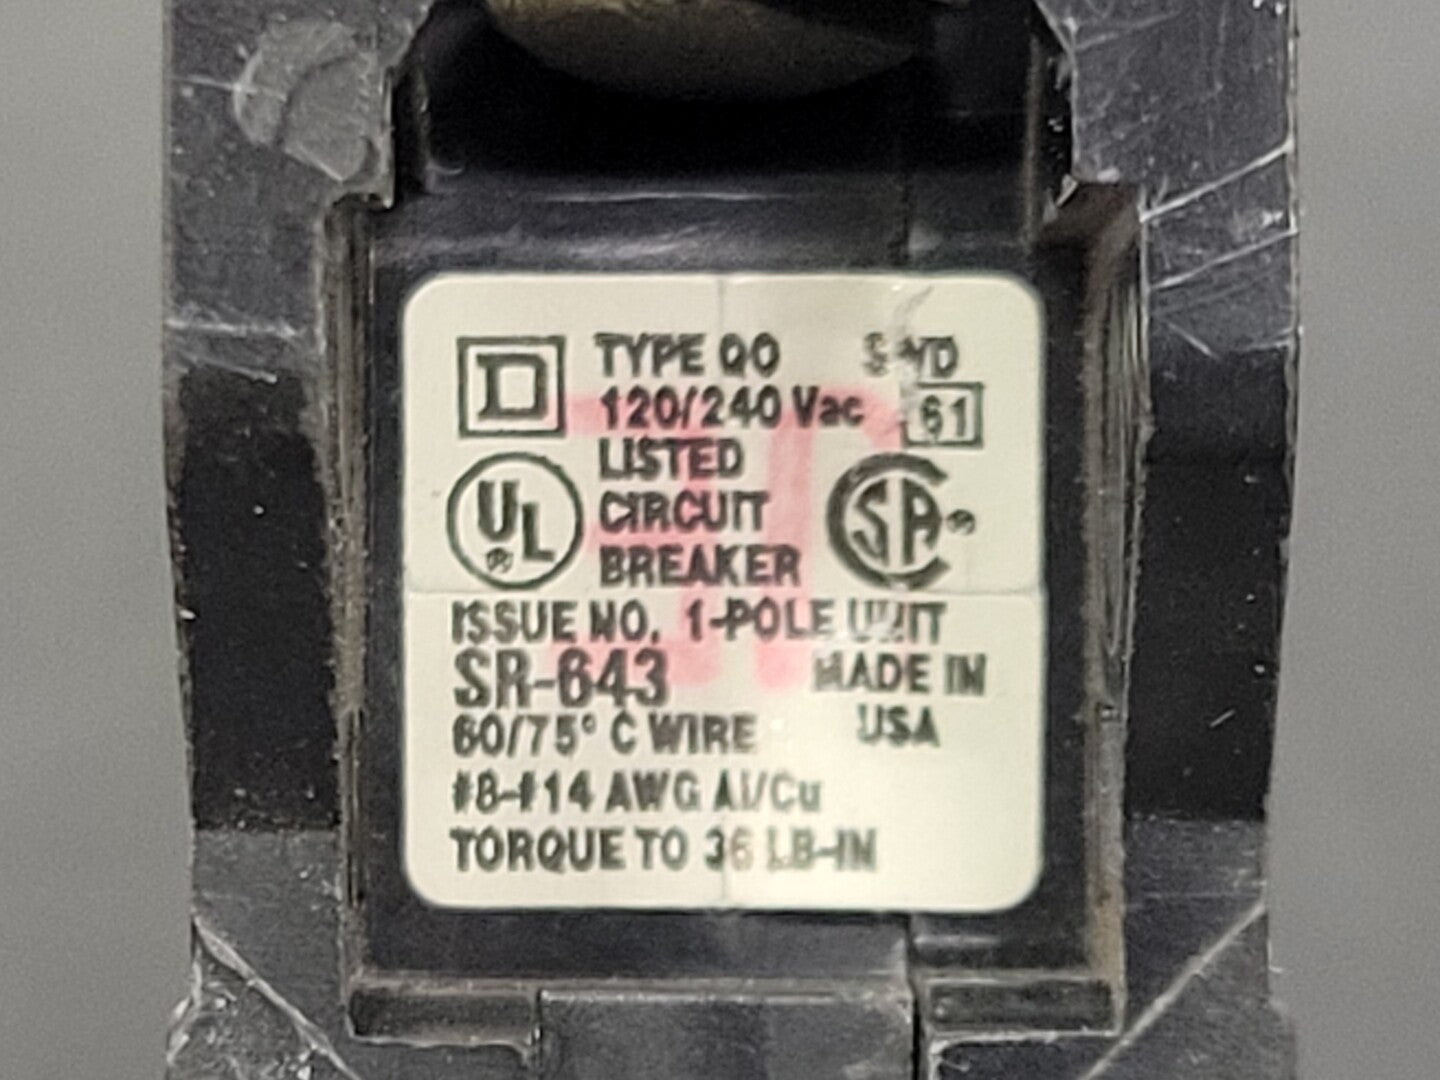 TYPE QO
120/240 Vac 61
UL® LISTED CIRCUIT BREAKER SA®
ISSUE NO. 1-POLE UNIT
SR-643 MADE IN
60/75° C WIRE USA
#8-#14 AWG Al/Cu
TORQUE TO 36 LB-IN